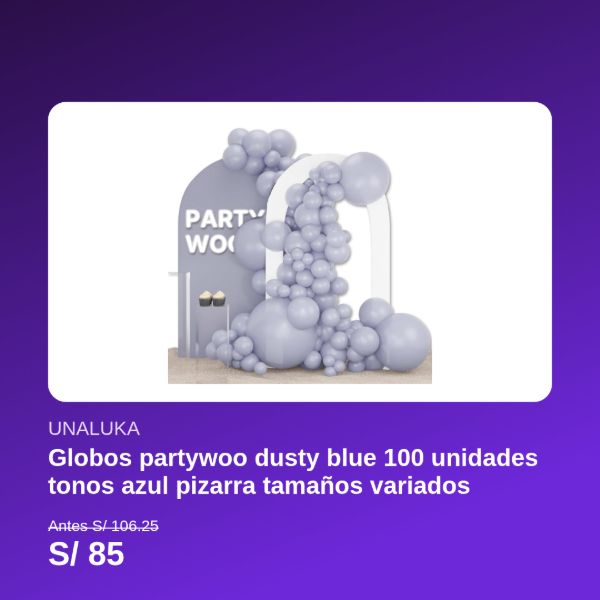 PARTY
WOO
UNALUKA
Globos partywoo dusty blue 100 unidades
tonos azul pizarra tamaños variados
Antes S/ 106.25
S/ 85